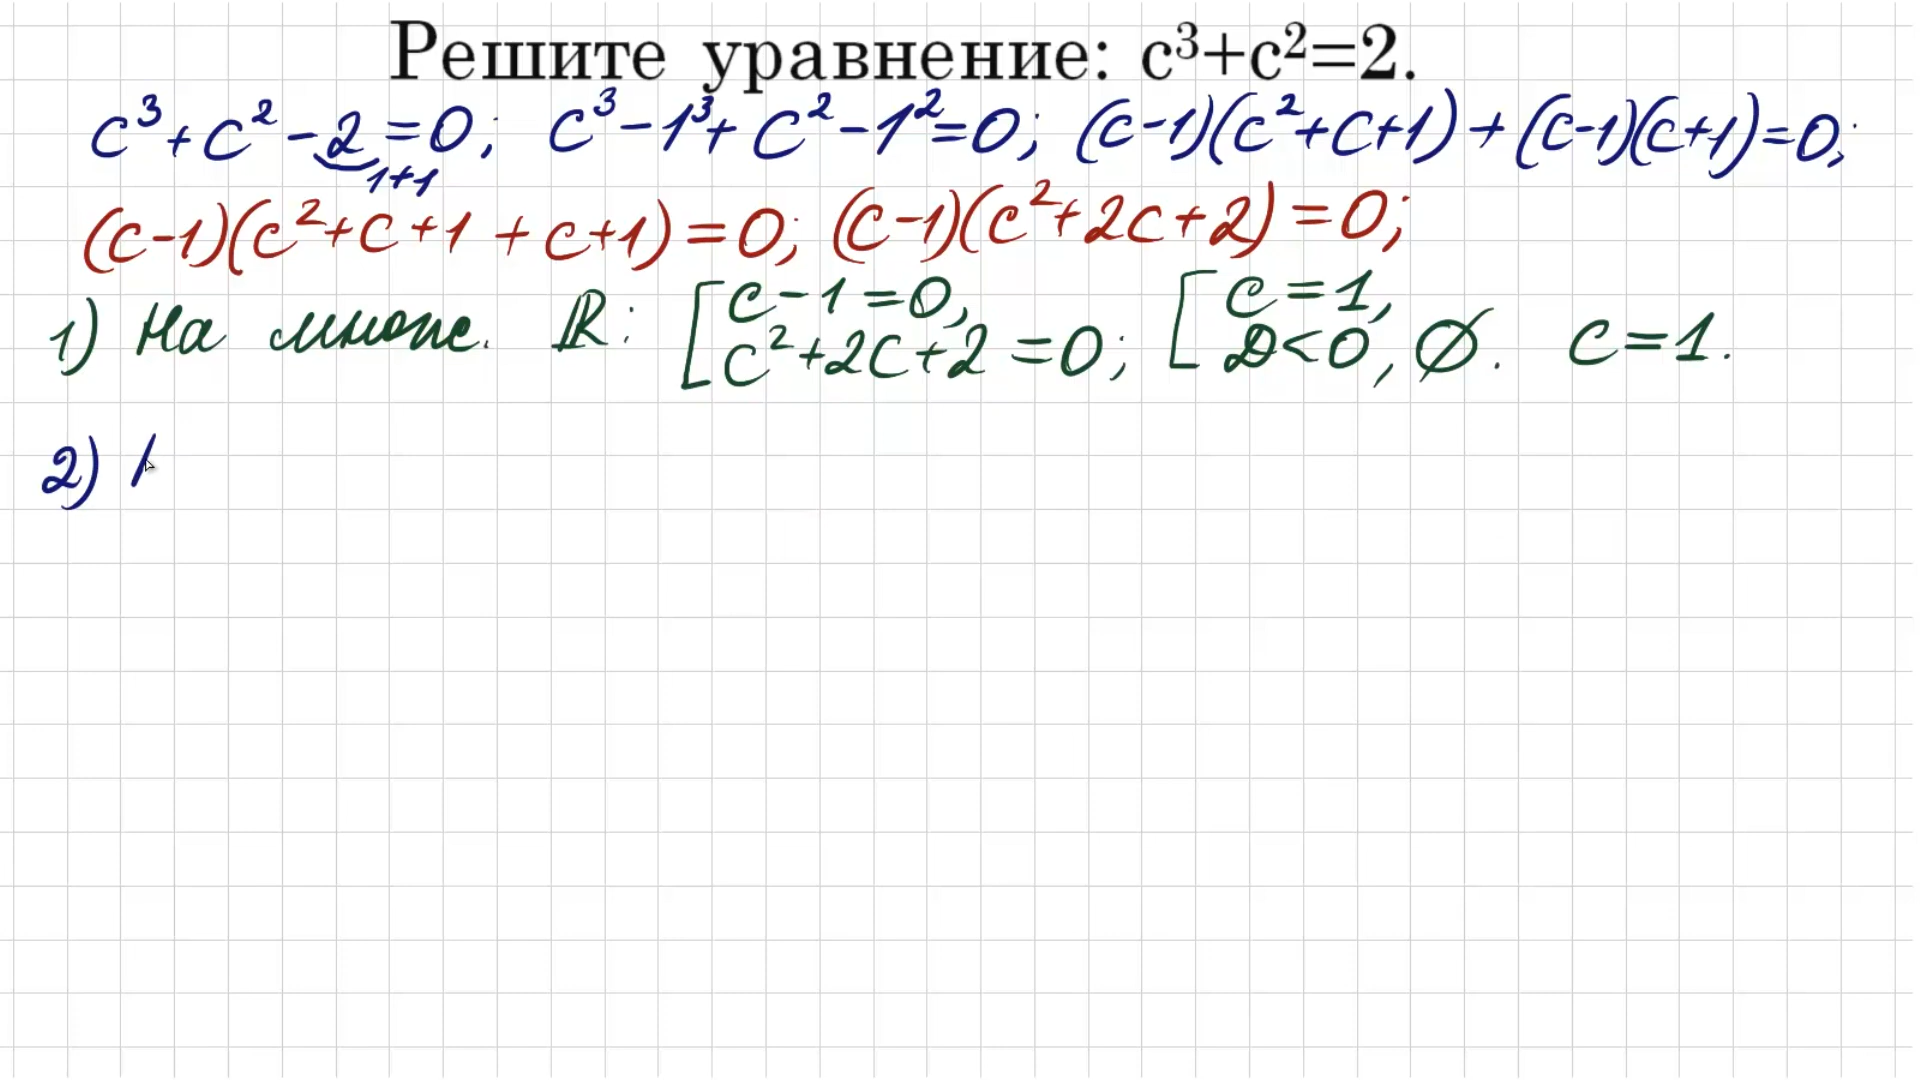 Решите уравнение: c³+c²=2.
c³+c²-2=0; c³-1³+c²-1²=0; (c-1)(c²+c+1)+(c-1)(c+1)=0;
1+1
(c-1)(c²+c+1+c+1)=0; (c-1)(c²+2c+2)=0;
1) На множ. ℝ: [c-1=0, [c=1,
c²+2c+2=0; D<0, ∅. c=1.
2)